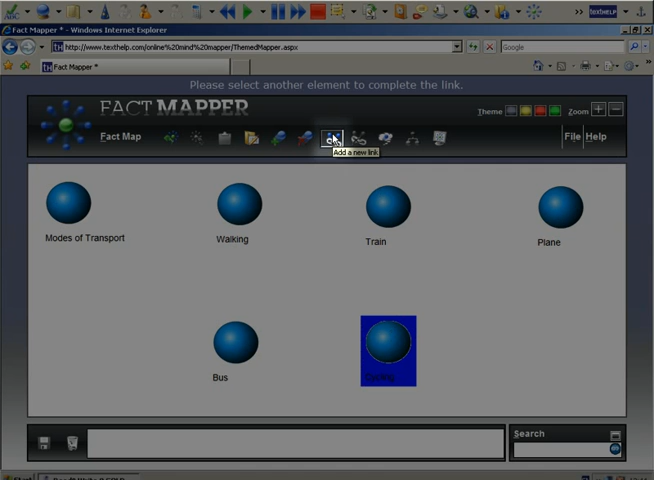 ABC
texthelp
Fact Mapper * - Windows Internet Explorer
http://www.texthelp.com/online%20mind%20mapper/ThemedMapper.aspx
Google
Fact Mapper *
Please select another element to complete the link.
FACT MAPPER
Theme
Zoom
Fact Map
File
Help
Add a new link
Modes of Transport
Walking
Train
Plane
Bus
Search